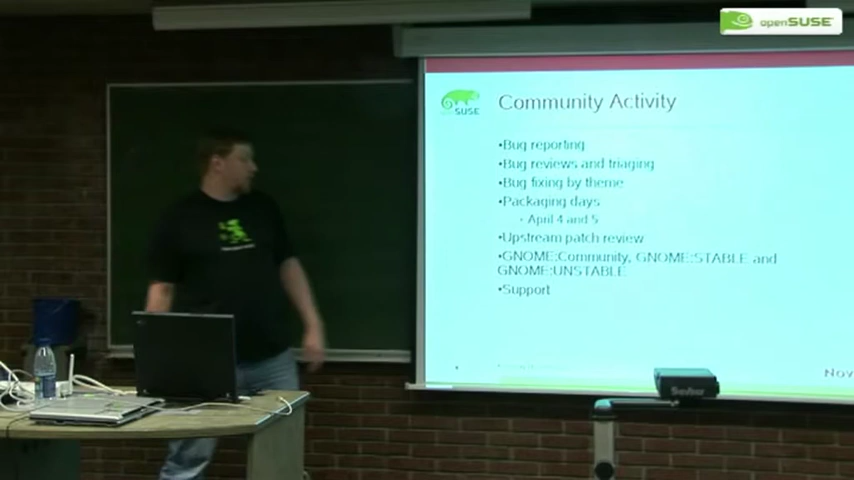 openSUSE
SUSE
Community Activity
•Bug reporting
•Bug reviews and triaging
•Bug fixing by theme
•Packaging days
• April 4 and 5
•Upstream patch review
•GNOME:Community, GNOME:STABLE and
GNOME:UNSTABLE
•Support
Nov